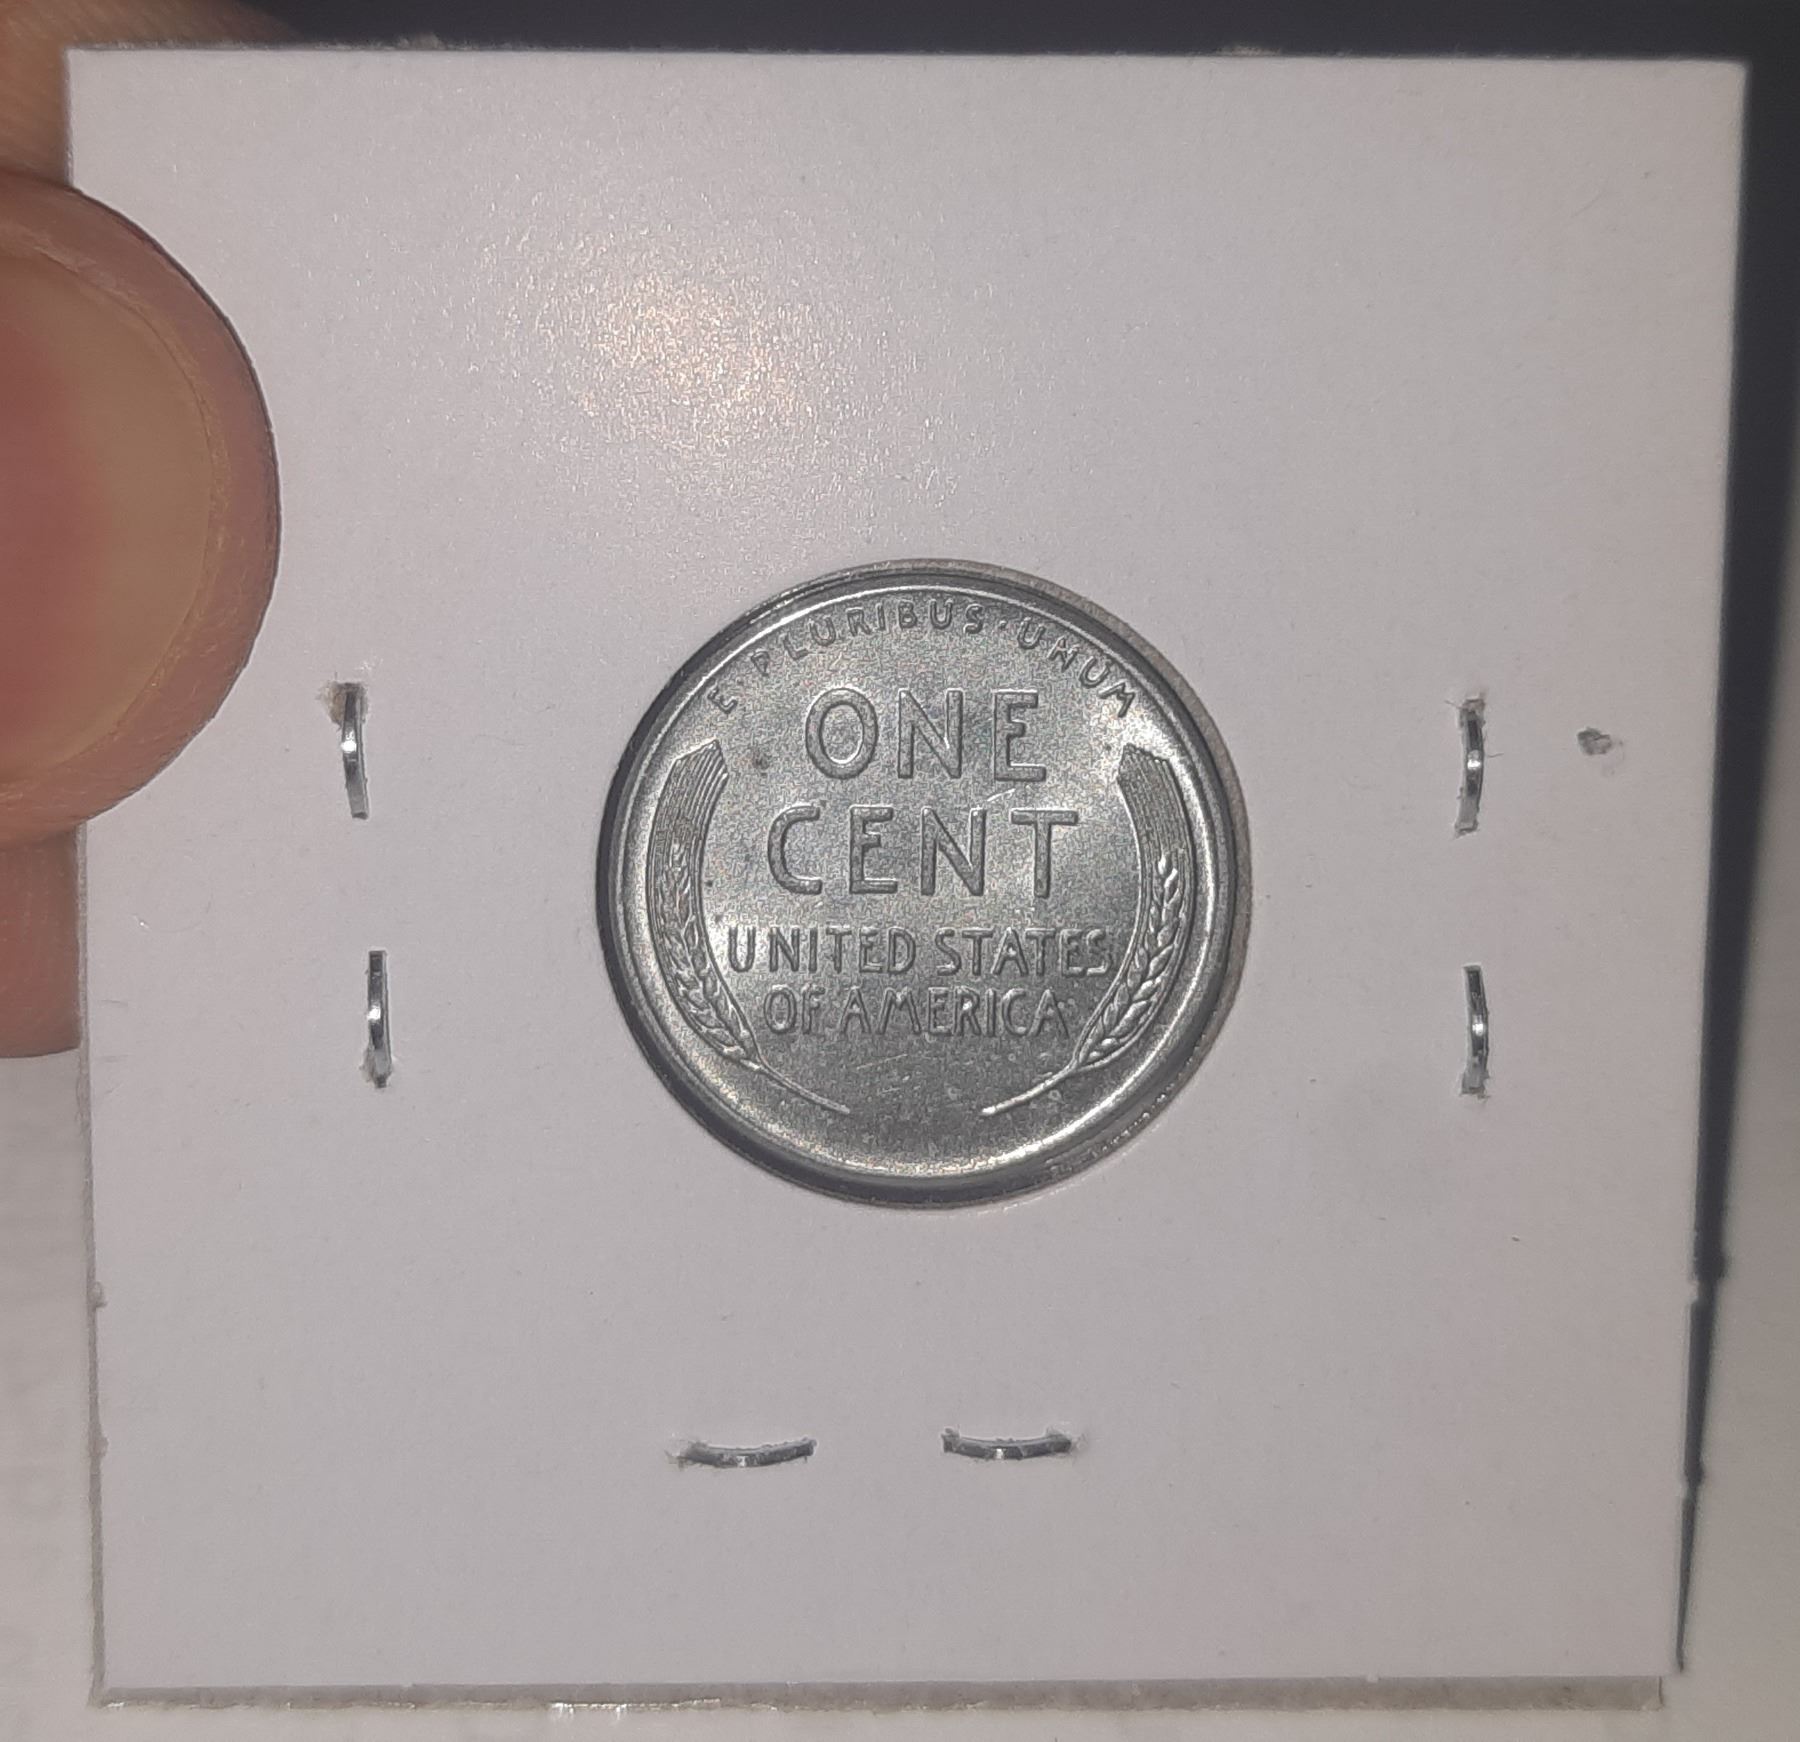 E PLURIBUS · UNUM
ONE
CENT
UNITED STATES
OF AMERICA